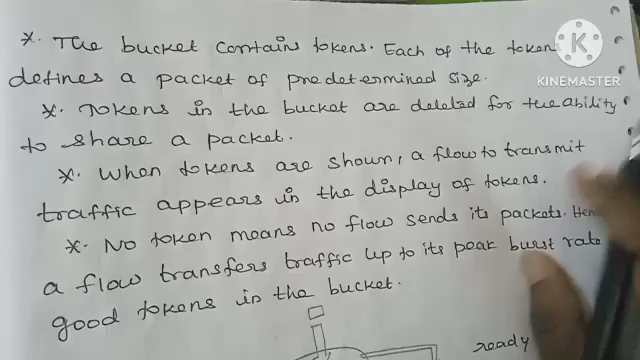 *. The bucket contains tokens. Each of the token
defines a packet of predetermined size.
*. Tokens in the bucket are deleted for the ability
to share a packet.
*. When tokens are shown, a flow to transmit
traffic appears in the display of tokens.
*. No token means no flow sends its packets. Hen
a flow transfers traffic up to its peak burst rate
good tokens in the bucket.
ready
K
KINEMASTER